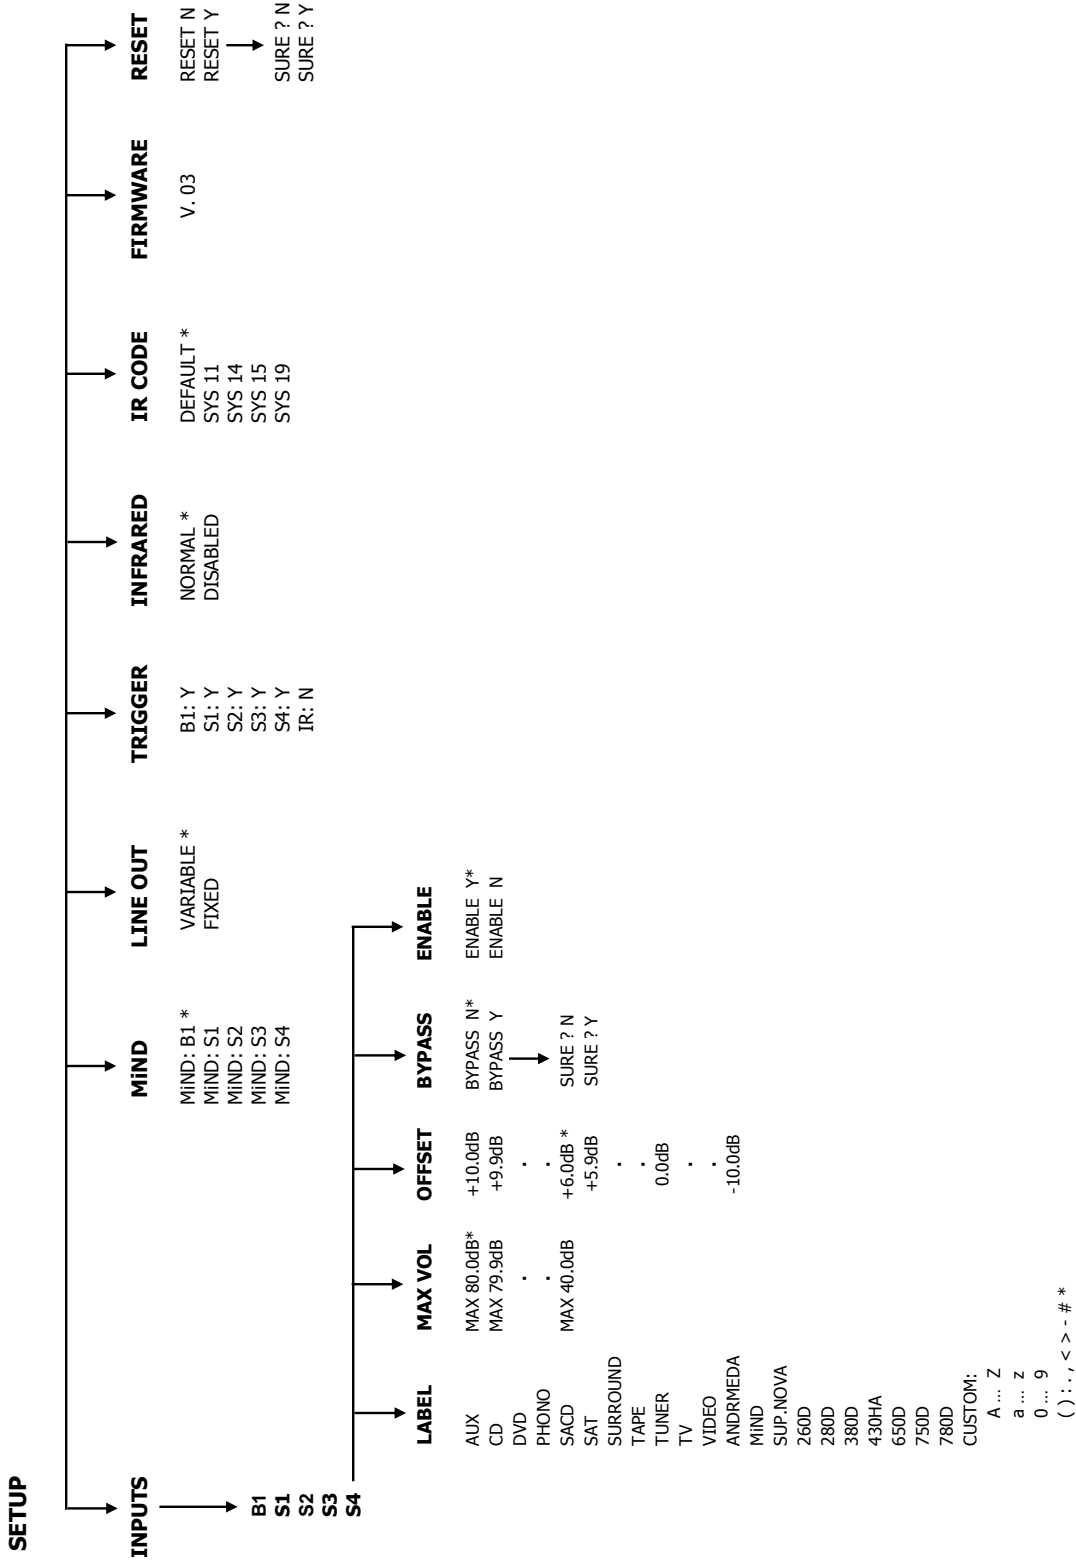 SETUP
INPUTS
B1
S1
S2
S3
S4
LABEL
AUX
CD
DVD
PHONO
SACD
SAT
SURROUND
TAPE
TUNER
TV
VIDEO
ANDRMEDA
MiND
SUP.NOVA
260D
280D
380D
430HA
650D
750D
780D
CUSTOM:
A ... Z
a ... z
0 ... 9
( ) : . , < > - # *
MAX VOL
MAX 80.0dB*
MAX 79.9dB
.
.
MAX 40.0dB
OFFSET
+10.0dB
+9.9dB
.
.
+6.0dB *
+5.9dB
.
.
0.0dB
.
.
-10.0dB
BYPASS
BYPASS N*
BYPASS Y
SURE ? N
SURE ? Y
ENABLE
ENABLE Y*
ENABLE N
MiND
MiND: B1 *
MiND: S1
MiND: S2
MiND: S3
MiND: S4
LINE OUT
VARIABLE *
FIXED
TRIGGER
B1: Y
S1: Y
S2: Y
S3: Y
S4: Y
IR: N
INFRARED
NORMAL *
DISABLED
IR CODE
DEFAULT *
SYS 11
SYS 14
SYS 15
SYS 19
FIRMWARE
V. 03
RESET
RESET N
RESET Y
SURE ? N
SURE ? Y